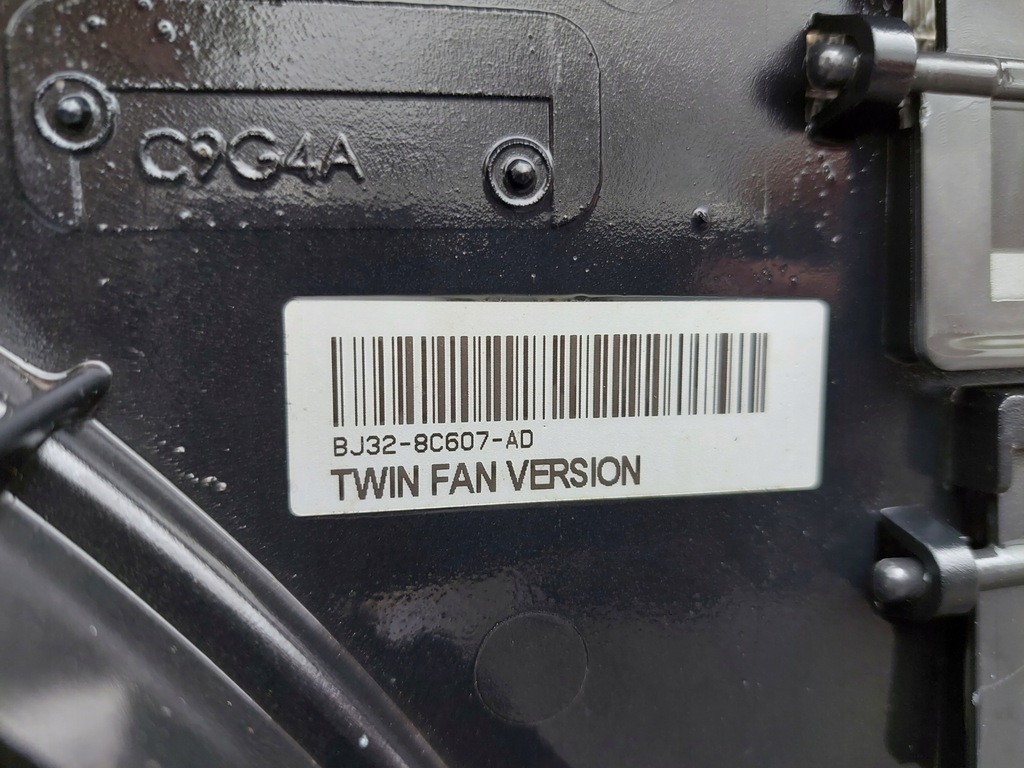 C9G4A
BJ32-8C607-AD
TWIN FAN VERSION